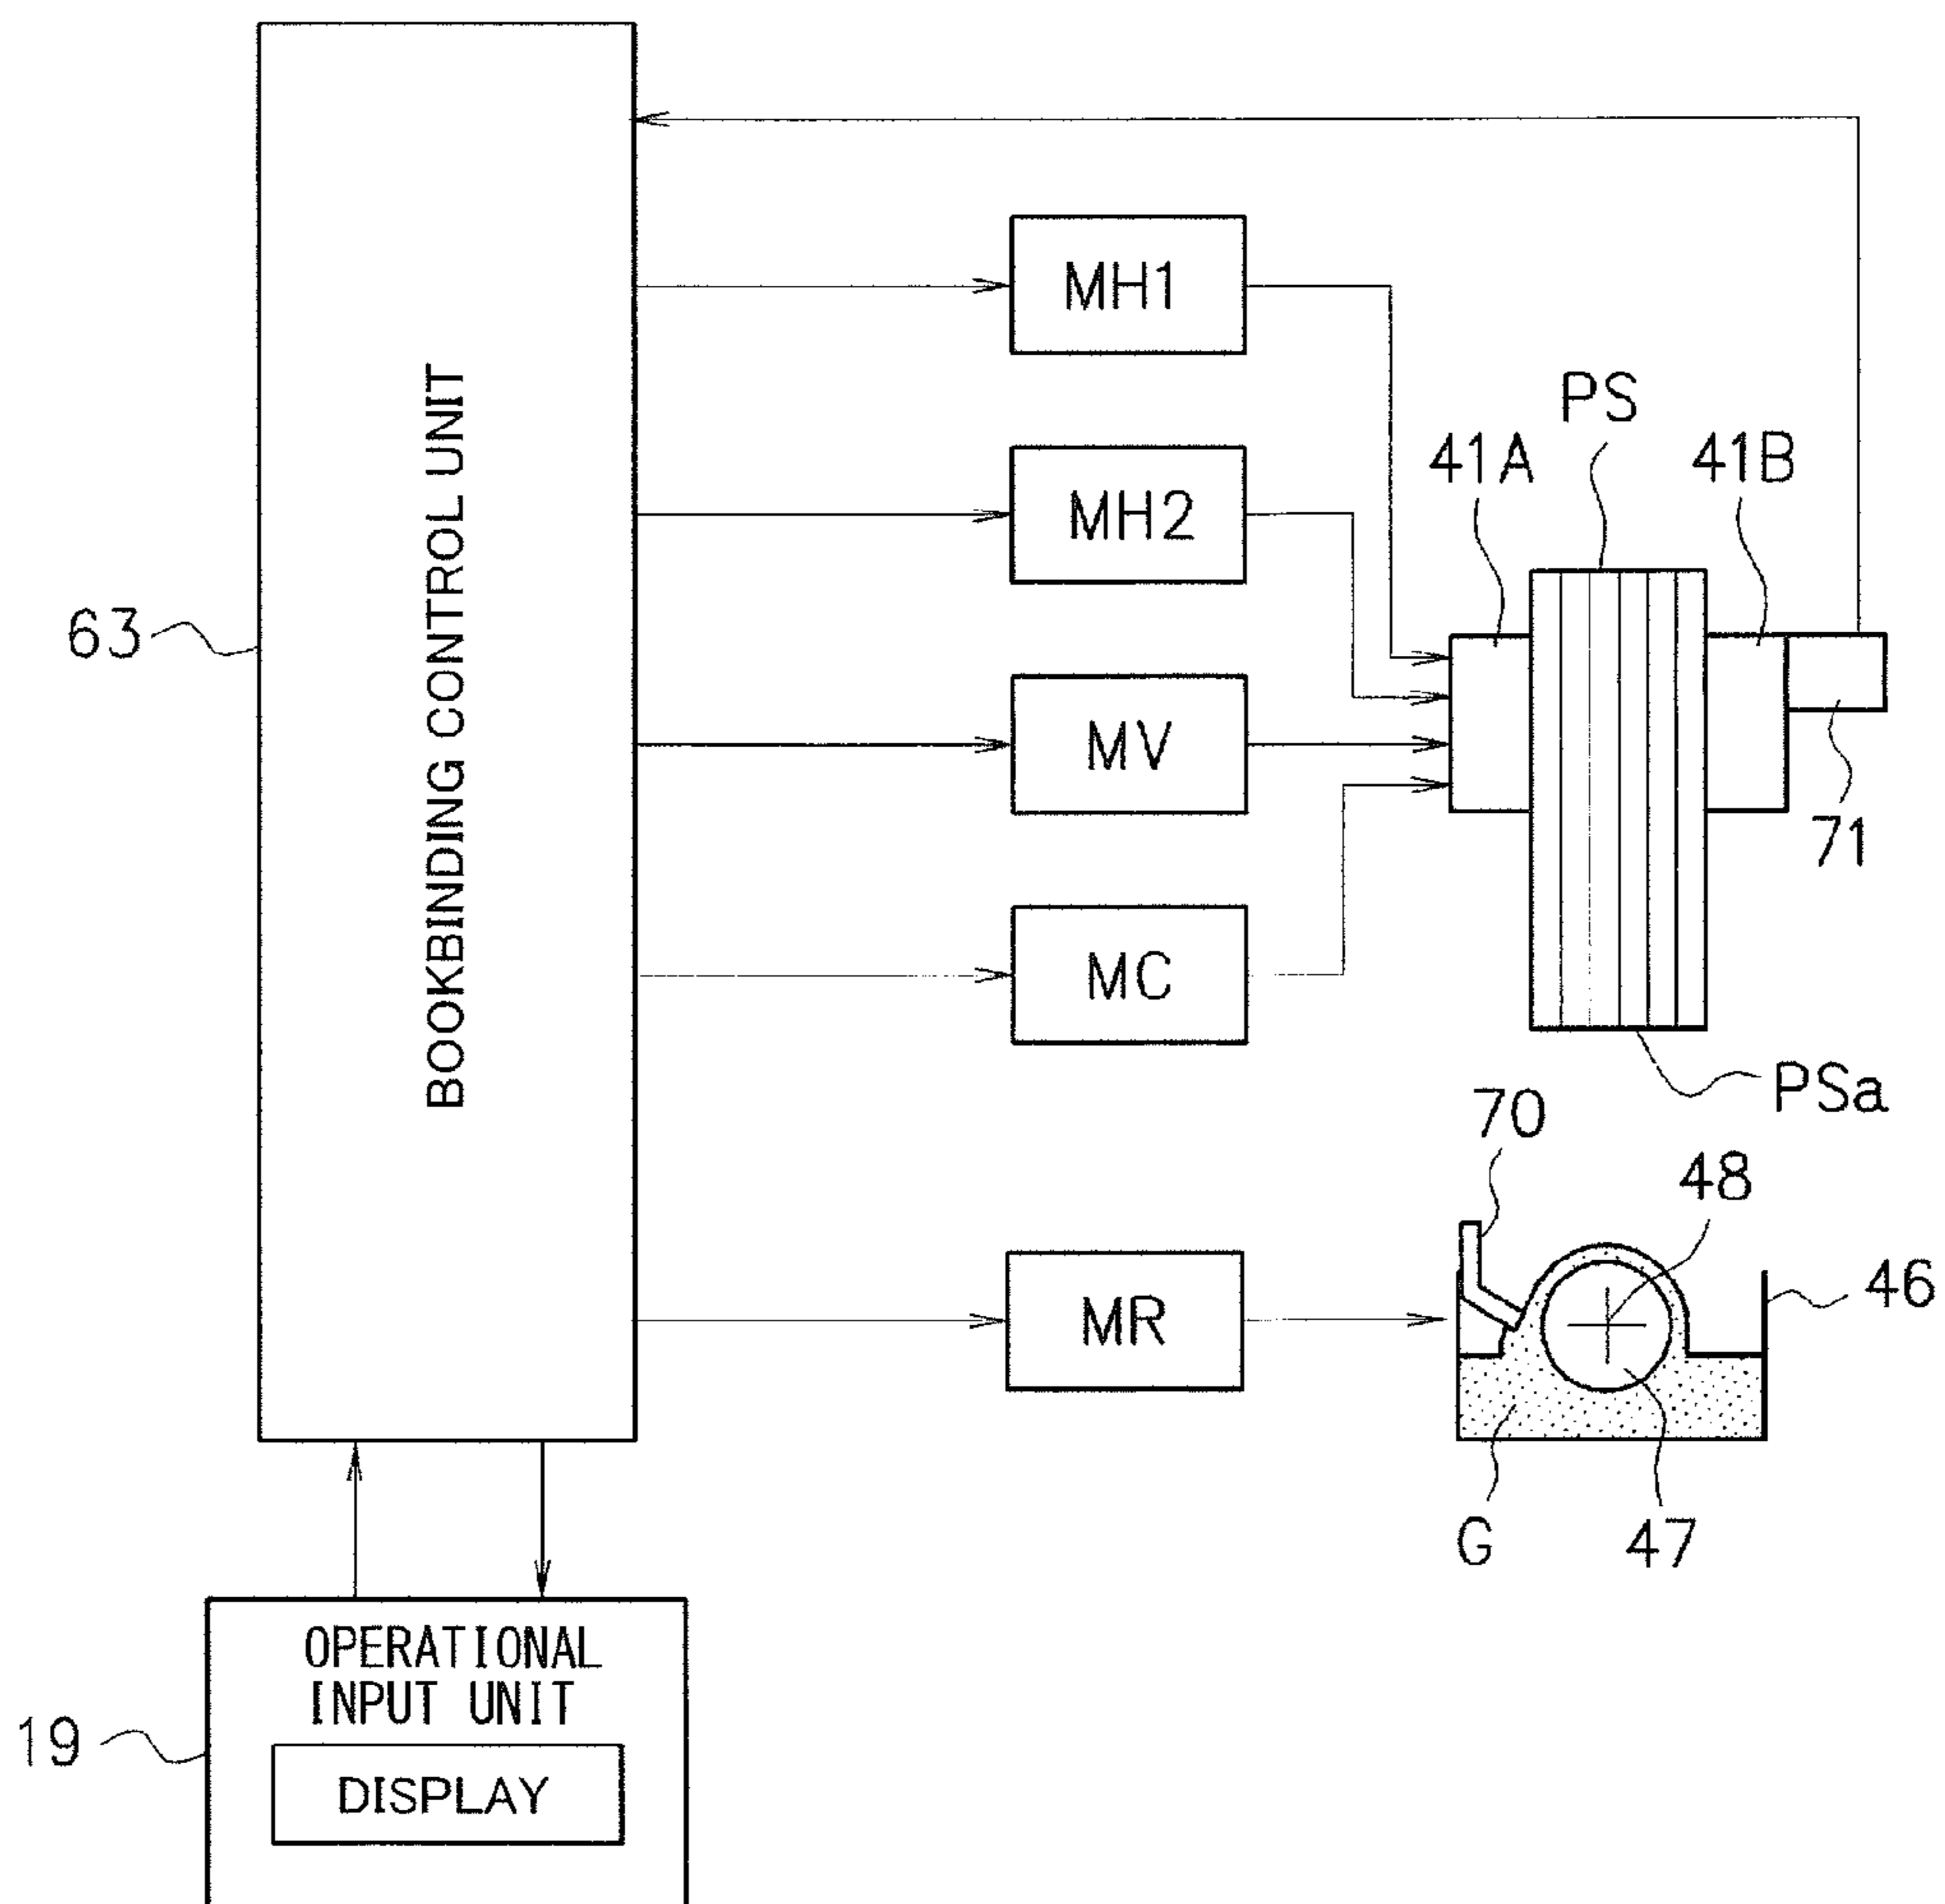 BOOKBINDING CONTROL UNIT
63
MH1
MH2
MV
MC
MR
PS
41A
41B
71
PSa
70
48
46
G
47
OPERATIONAL
INPUT UNIT
DISPLAY
19